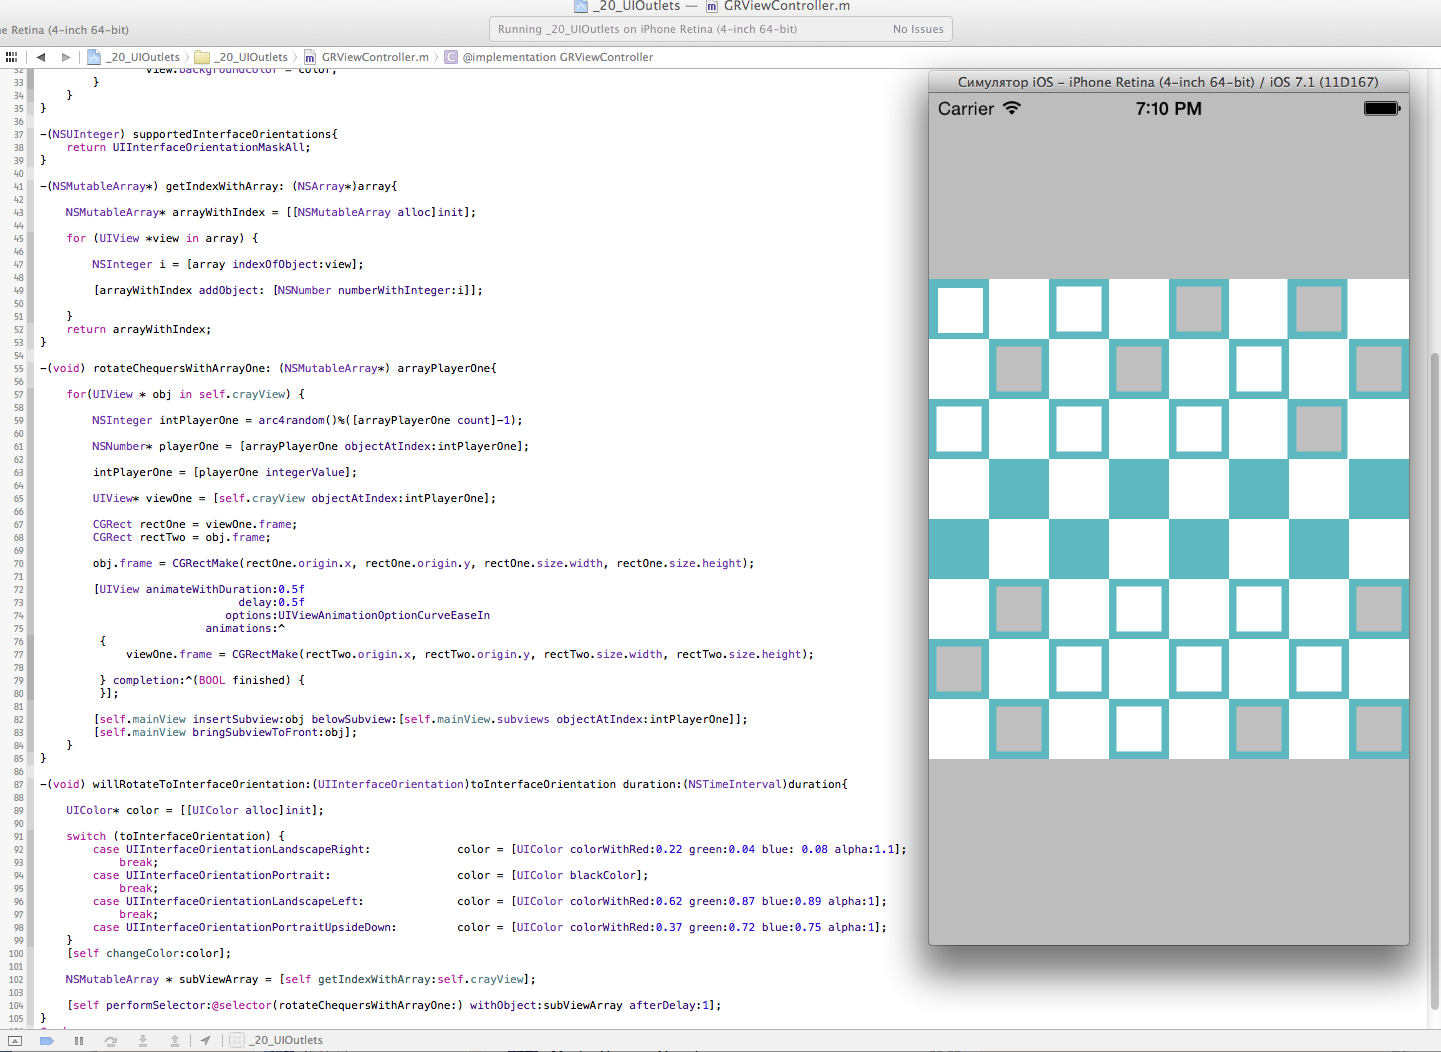 _20_UIOutlets — GRViewController.m
ne Retina (4-inch 64-bit)
Running _20_UIOutlets on iPhone Retina (4-inch 64-bit) No Issues
_20_UIOutlets _20_UIOutlets GRViewController.m C @implementation GRViewController
32 view.backgroundColor = color;
33 }
34 }
35 }
36
37 -(NSUInteger) supportedInterfaceOrientations{
38 return UIInterfaceOrientationMaskAll;
39 }
40
41 -(NSMutableArray*) getIndexWithArray: (NSArray*)array{
42
43 NSMutableArray* arrayWithIndex = [[NSMutableArray alloc]init];
44
45 for (UIView *view in array) {
46
47 NSInteger i = [array indexOfObject:view];
48
49 [arrayWithIndex addObject: [NSNumber numberWithInteger:i]];
50
51 }
52 return arrayWithIndex;
53 }
54
55 -(void) rotateChequersWithArrayOne: (NSMutableArray*) arrayPlayerOne{
56
57 for(UIView * obj in self.crayView) {
58
59 NSInteger intPlayerOne = arc4random()%([arrayPlayerOne count]-1);
60
61 NSNumber* playerOne = [arrayPlayerOne objectAtIndex:intPlayerOne];
62
63 intPlayerOne = [playerOne integerValue];
64
65 UIView* viewOne = [self.crayView objectAtIndex:intPlayerOne];
66
67 CGRect rectOne = viewOne.frame;
68 CGRect rectTwo = obj.frame;
69
70 obj.frame = CGRectMake(rectOne.origin.x, rectOne.origin.y, rectOne.size.width, rectOne.size.height);
71
72 [UIView animateWithDuration:0.5f
73 delay:0.5f
74 options:UIViewAnimationOptionCurveEaseIn
75 animations:^
76 {
77 viewOne.frame = CGRectMake(rectTwo.origin.x, rectTwo.origin.y, rectTwo.size.width, rectTwo.size.height);
78
79 } completion:^(BOOL finished) {
80 }];
81
82 [self.mainView insertSubview:obj belowSubview:[self.mainView.subviews objectAtIndex:intPlayerOne]];
83 [self.mainView bringSubviewToFront:obj];
84 }
85 }
86
87 -(void) willRotateToInterfaceOrientation:(UIInterfaceOrientation)toInterfaceOrientation duration:(NSTimeInterval)duration{
88
89 UIColor* color = [[UIColor alloc]init];
90
91 switch (toInterfaceOrientation) {
92 case UIInterfaceOrientationLandscapeRight: color = [UIColor colorWithRed:0.22 green:0.04 blue: 0.08 alpha:1.1];
93 break;
94 case UIInterfaceOrientationPortrait: color = [UIColor blackColor];
95 break;
96 case UIInterfaceOrientationLandscapeLeft: color = [UIColor colorWithRed:0.62 green:0.87 blue:0.89 alpha:1];
97 break;
98 case UIInterfaceOrientationPortraitUpsideDown: color = [UIColor colorWithRed:0.37 green:0.72 blue:0.75 alpha:1];
99 }
100 [self changeColor:color];
101
102 NSMutableArray * subViewArray = [self getIndexWithArray:self.crayView];
103
104 [self performSelector:@selector(rotateChequersWithArrayOne:) withObject:subViewArray afterDelay:1];
105 }
Симулятор iOS – iPhone Retina (4-inch 64-bit) / iOS 7.1 (11D167)
Carrier 7:10 PM
_20_UIOutlets